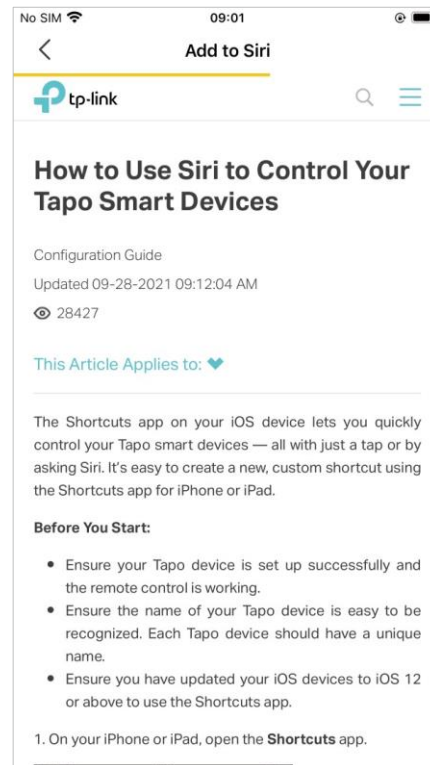 No SIM 09:01
Add to Siri
tp-link
How to Use Siri to Control Your
Tapo Smart Devices
Configuration Guide
Updated 09-28-2021 09:12:04 AM
28427
This Article Applies to:
The Shortcuts app on your iOS device lets you quickly
control your Tapo smart devices — all with just a tap or by
asking Siri. It's easy to create a new, custom shortcut using
the Shortcuts app for iPhone or iPad.
Before You Start:
• Ensure your Tapo device is set up successfully and
the remote control is working.
• Ensure the name of your Tapo device is easy to be
recognized. Each Tapo device should have a unique
name.
• Ensure you have updated your iOS devices to iOS 12
or above to use the Shortcuts app.
1. On your iPhone or iPad, open the Shortcuts app.